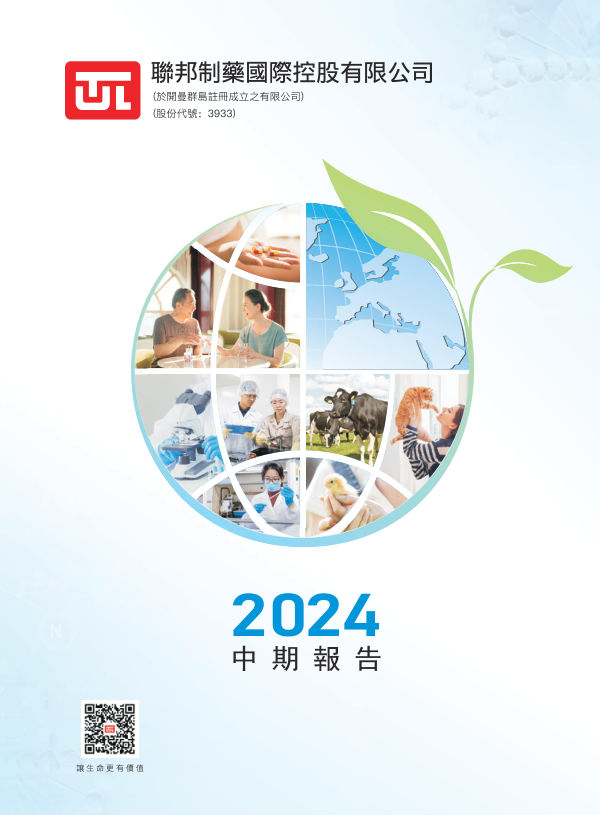 聯邦制藥國際控股有限公司
(於開曼群島註冊成立之有限公司)
(股份代號：3933)
2024
中期報告
讓生命更有價值